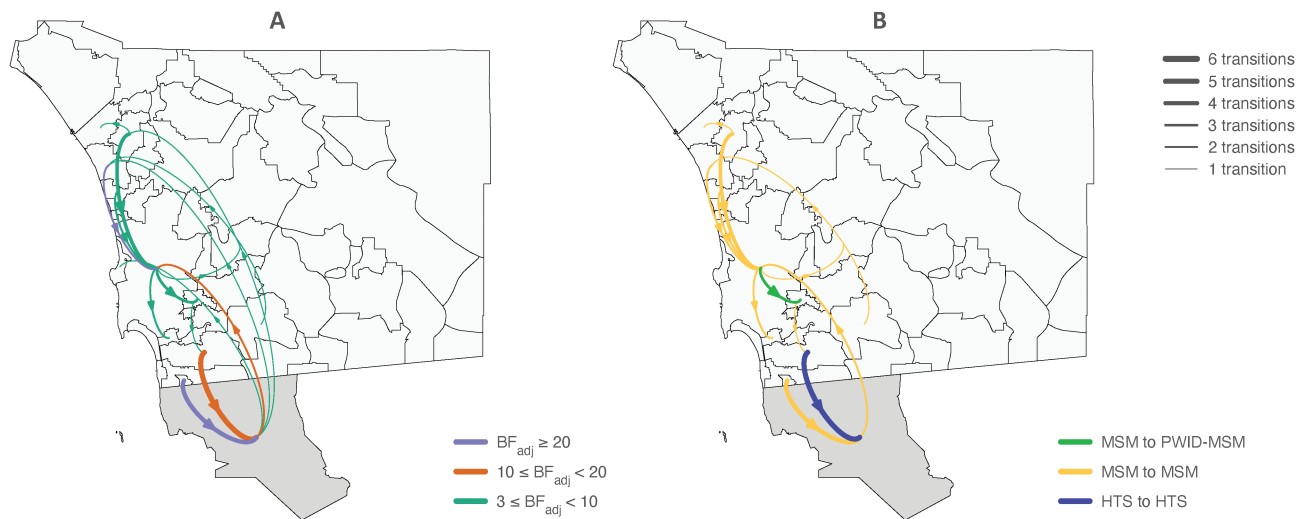 A
B
6 transitions
5 transitions
4 transitions
3 transitions
2 transitions
1 transition
BFadj ≥ 20
10 ≤ BFadj < 20
3 ≤ BFadj < 10
MSM to PWID-MSM
MSM to MSM
HTS to HTS